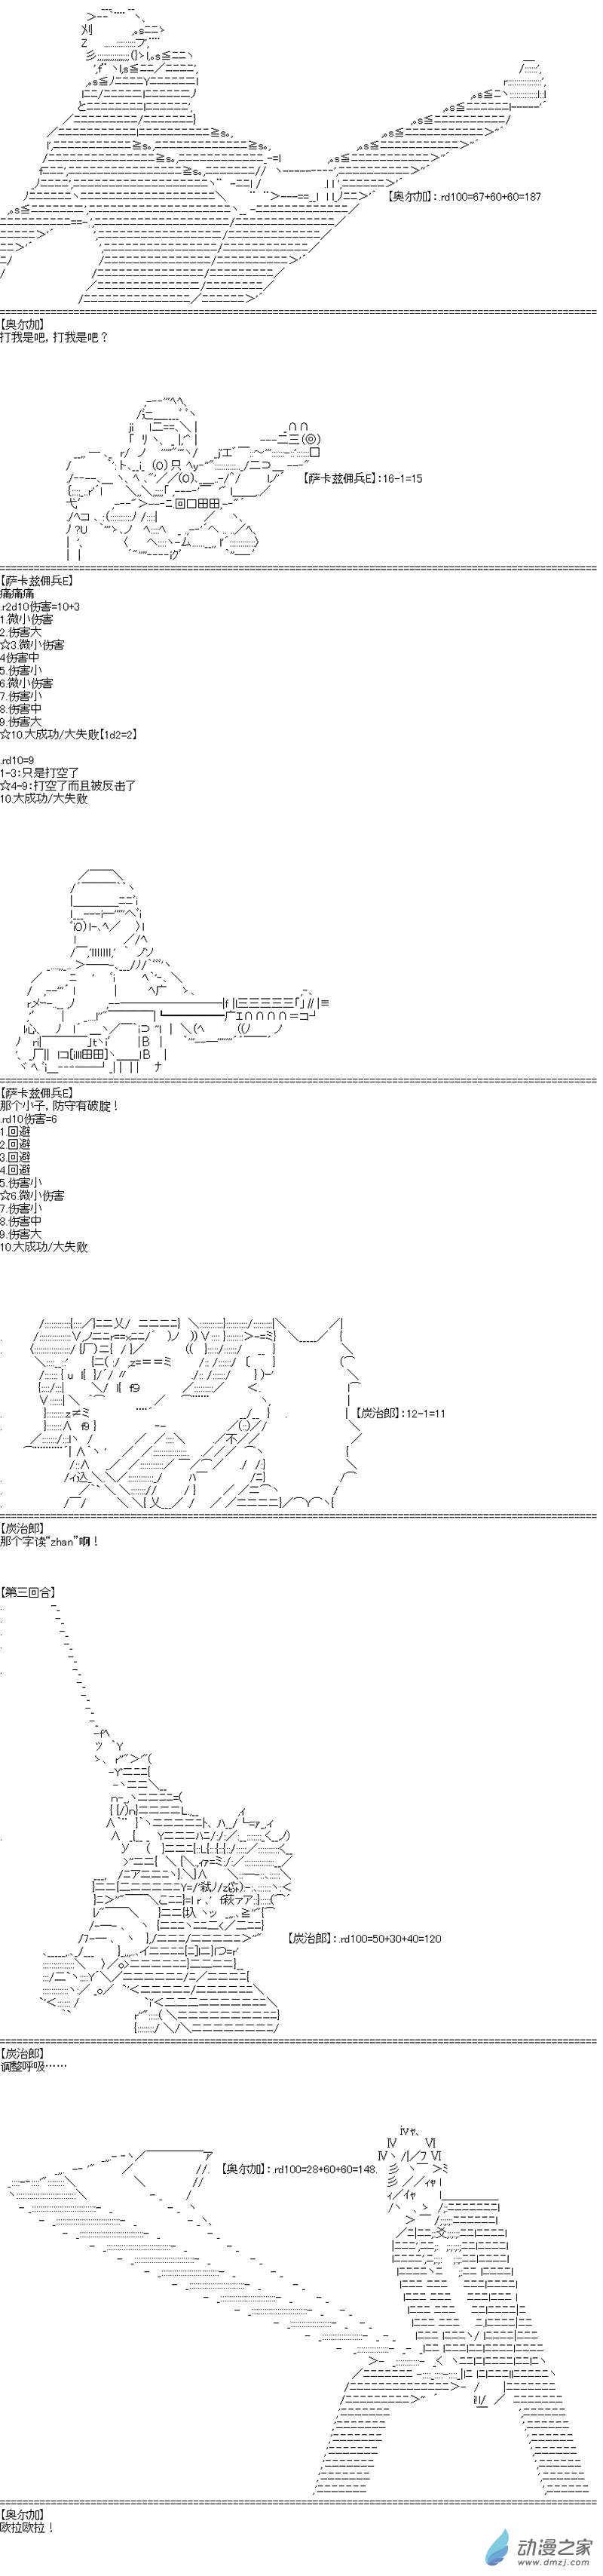 【奥尔加】:.rd100=67+60+60=187
【奥尔加】
打我是吧，打我是吧？
【萨卡兹佣兵E】:16-1=15
【萨卡兹佣兵E】
痛痛痛
.r2d10伤害=10+3
1.微小伤害
2.伤害大
☆3.微小伤害
4伤害中
5.伤害小
6.微小伤害
7.伤害小
8.伤害中
9.伤害大
☆10.大成功/大失败【1d2=2】
.rd10=9
1-3:只是打空了
☆4-9:打空了而且被反击了
10.大成功/大失败
【萨卡兹佣兵E】
那个小子，防守有破腚！
.rd10伤害=6
1.回避
2.回避
3.回避
4.回避
5.伤害小
☆6.微小伤害
7.伤害小
8.伤害中
9.伤害大
10.大成功/大失败
【炭治郎】:12-1=11
【炭治郎】
那个字读“zhan”啊！
【第三回合】
【炭治郎】:.rd100=50+30+40=120
【炭治郎】
调整呼吸……
【奥尔加】:.rd100=28+60+60=148.
【奥尔加】
欧拉欧拉！
动漫之家
www.dmzj.com